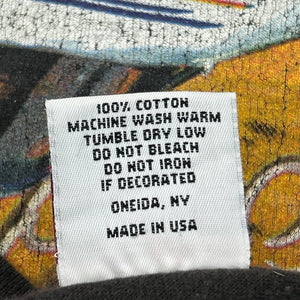 100% COTTON
MACHINE WASH WARM
TUMBLE DRY LOW
DO NOT BLEACH
DO NOT IRON
IF DECORATED
ONEIDA, NY
MADE IN USA